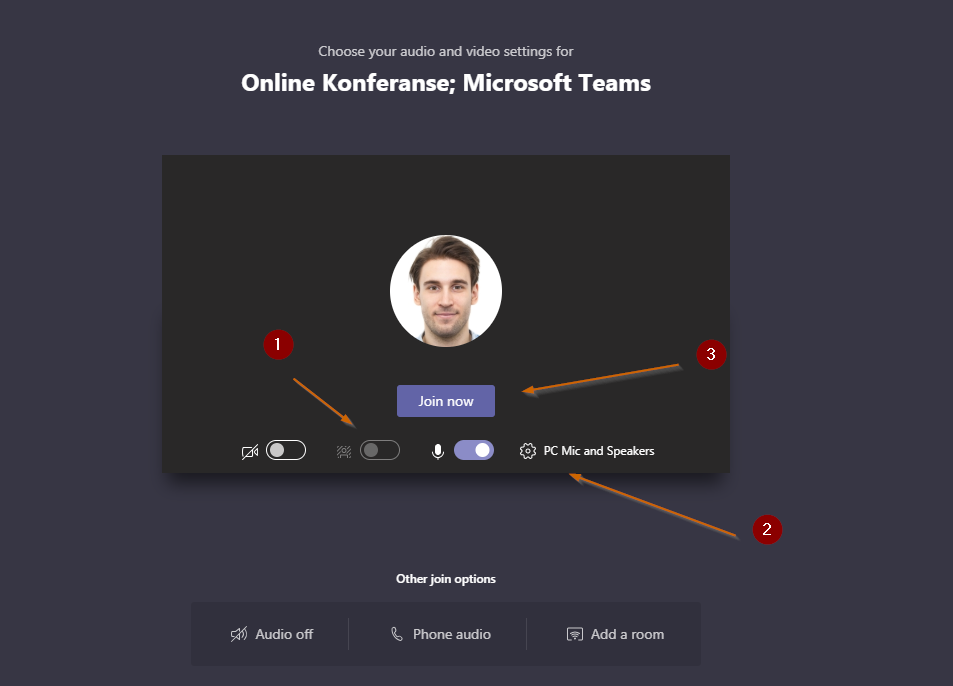 Choose your audio and video settings for
Online Konferanse; Microsoft Teams
1
3
Join now
PC Mic and Speakers
2
Other join options
Audio off
Phone audio
Add a room